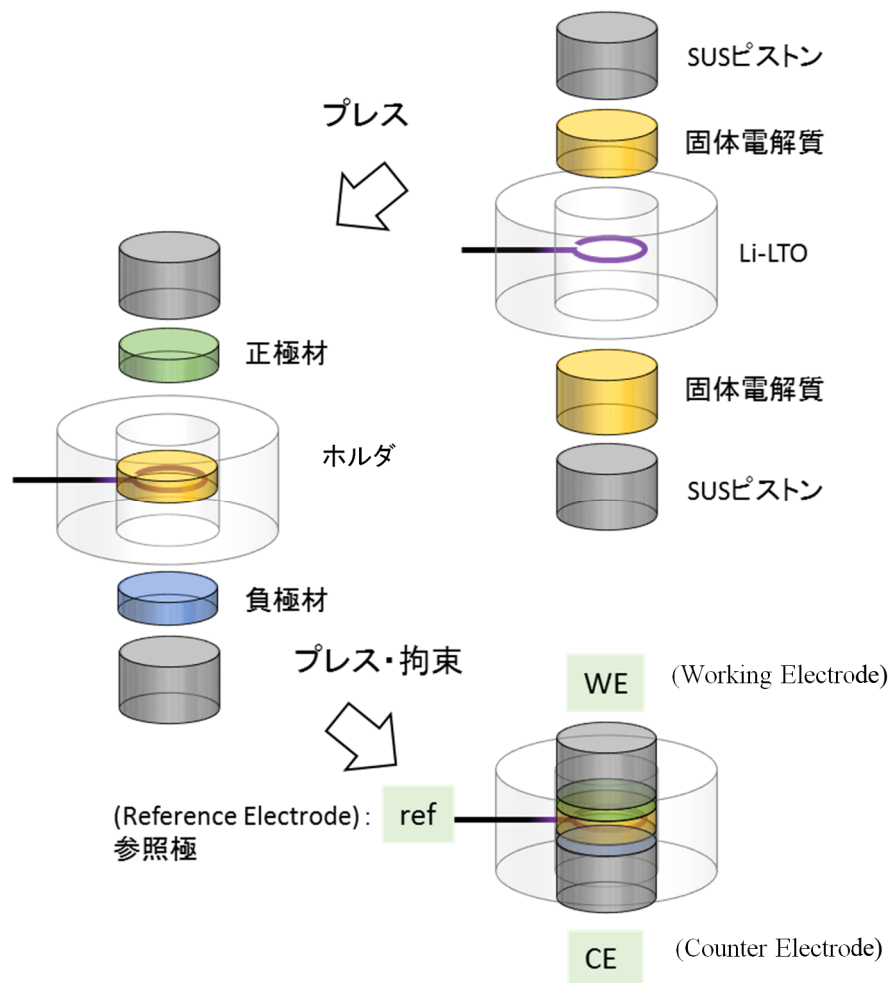 SUSピストン
プレス
固体電解質
Li-LTO
正極材
固体電解質
ホルダ
SUSピストン
負極材
プレス・拘束
WE
(Working Electrode)
(Reference Electrode)：
ref
参照極
CE
(Counter Electrode)